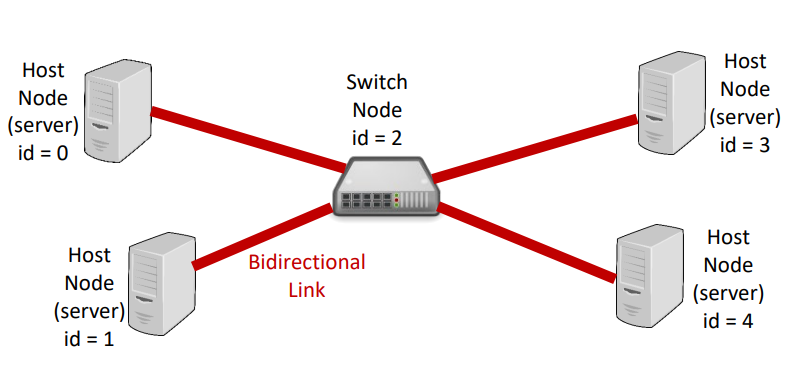 Host
Node
(server)
id = 0
Switch
Node
id = 2
Host
Node
(server)
id = 3
Host
Node
(server)
id = 1
Bidirectional
Link
Host
Node
(server)
id = 4